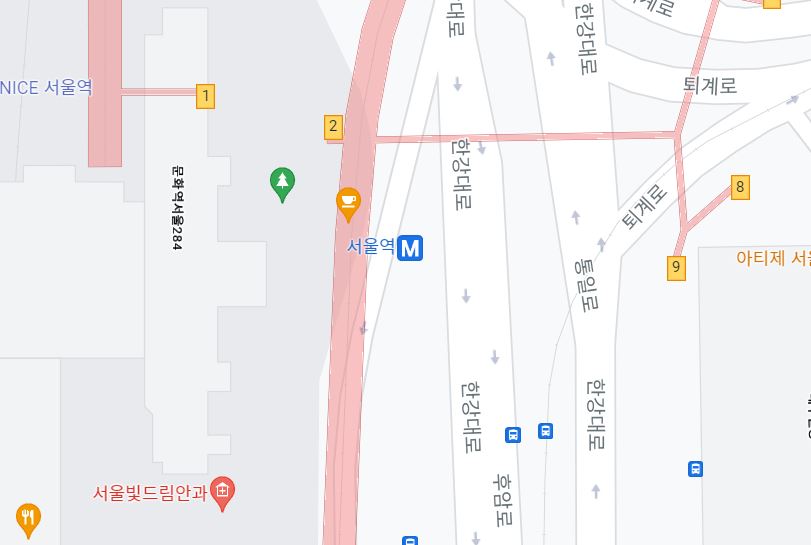 대로
한강대로
계로
퇴계로
NICE 서울역
1
2
한강대로
문화역서울284
퇴계로
8
서울역
M
아티제 서울
9
통일로
한강대로
한강대로
후암로
서울빛드림안과